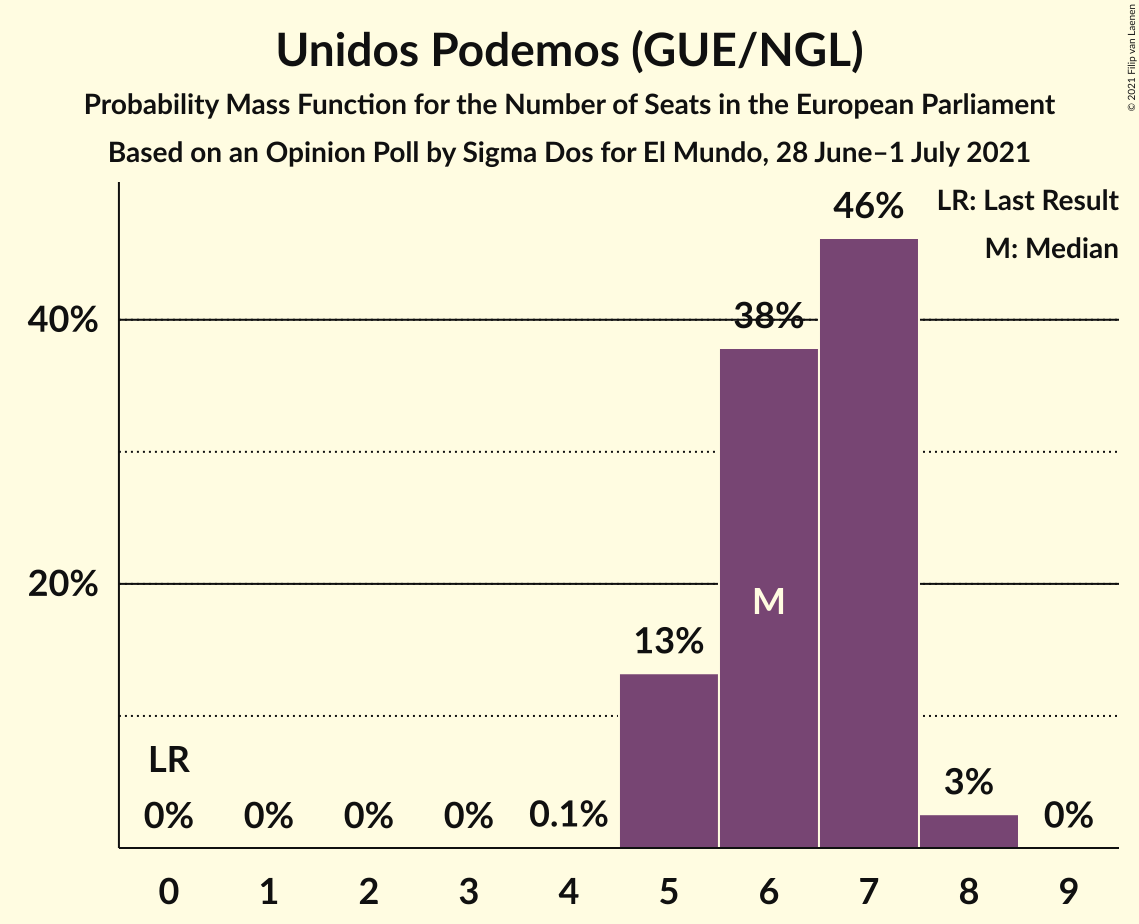 Unidos Podemos (GUE/NGL)
Probability Mass Function for the Number of Seats in the European Parliament
Based on an Opinion Poll by Sigma Dos for El Mundo, 28 June–1 July 2021
© 2021 Filip van Laenen
LR: Last Result
M: Median
46%
40%
38%
20%
M
13%
LR
0%
0%
0%
0%
0.1%
3%
0%
0
1
2
3
4
5
6
7
8
9